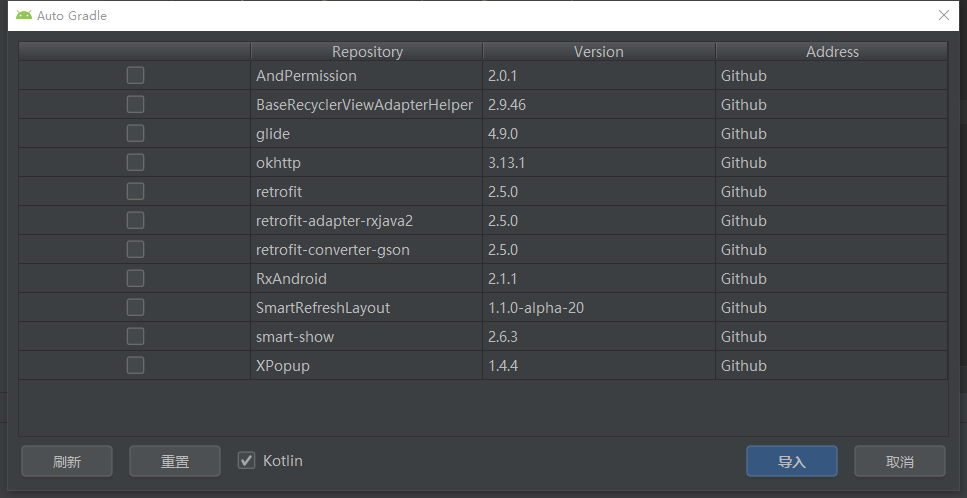 Auto Gradle
Repository Version Address
AndPermission 2.0.1 Github
BaseRecyclerViewAdapterHelper 2.9.46 Github
glide 4.9.0 Github
okhttp 3.13.1 Github
retrofit 2.5.0 Github
retrofit-adapter-rxjava2 2.5.0 Github
retrofit-converter-gson 2.5.0 Github
RxAndroid 2.1.1 Github
SmartRefreshLayout 1.1.0-alpha-20 Github
smart-show 2.6.3 Github
XPopup 1.4.4 Github
刷新 重置 Kotlin 导入 取消